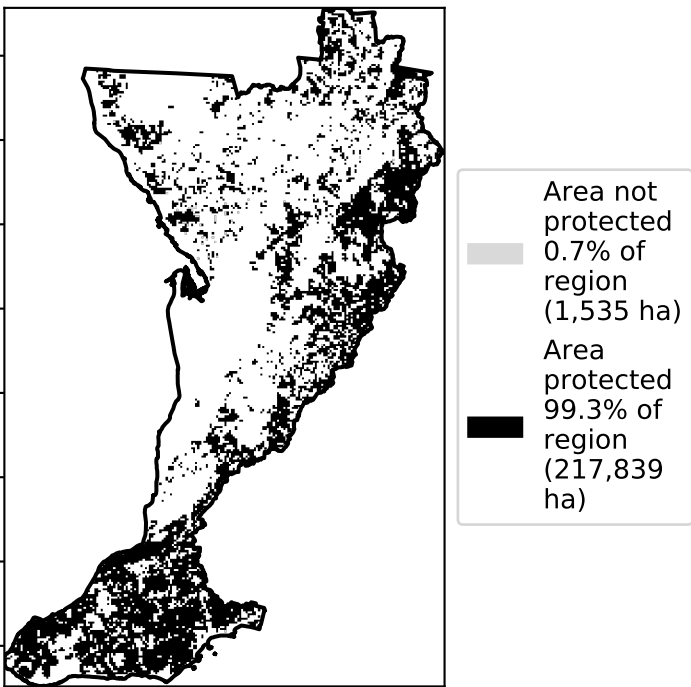 Area not
protected
0.7% of
region
(1,535 ha)
Area
protected
99.3% of
region
(217,839
ha)